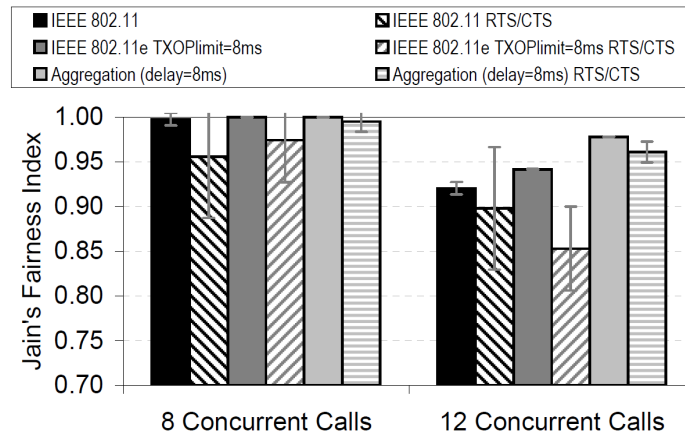 IEEE 802.11
IEEE 802.11 RTS/CTS
IEEE 802.11e TXOPlimit=8ms
IEEE 802.11e TXOPlimit=8ms RTS/CTS
Aggregation (delay=8ms)
Aggregation (delay=8ms) RTS/CTS
Jain's Fairness Index
1.00
0.95
0.90
0.85
0.80
0.75
0.70
8 Concurrent Calls
12 Concurrent Calls